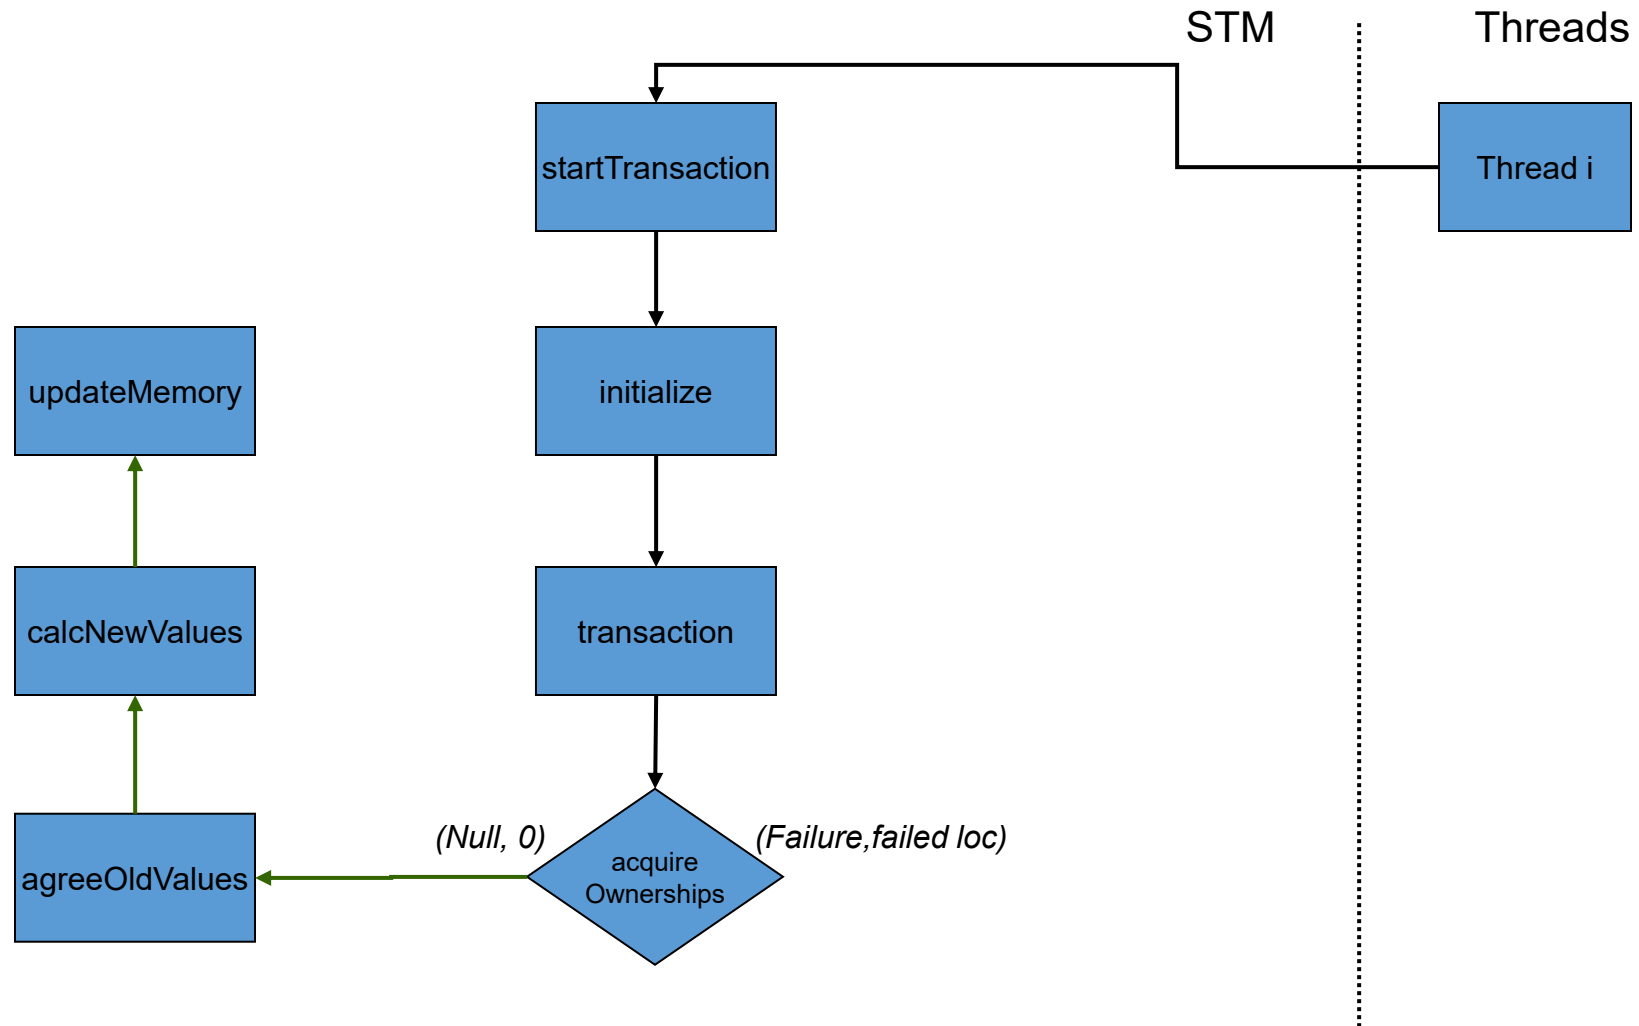 STM
Threads
startTransaction
Thread i
updateMemory
initialize
calcNewValues
transaction
(Null, 0)
(Failure,failed loc)
agreeOldValues
acquire
Ownerships